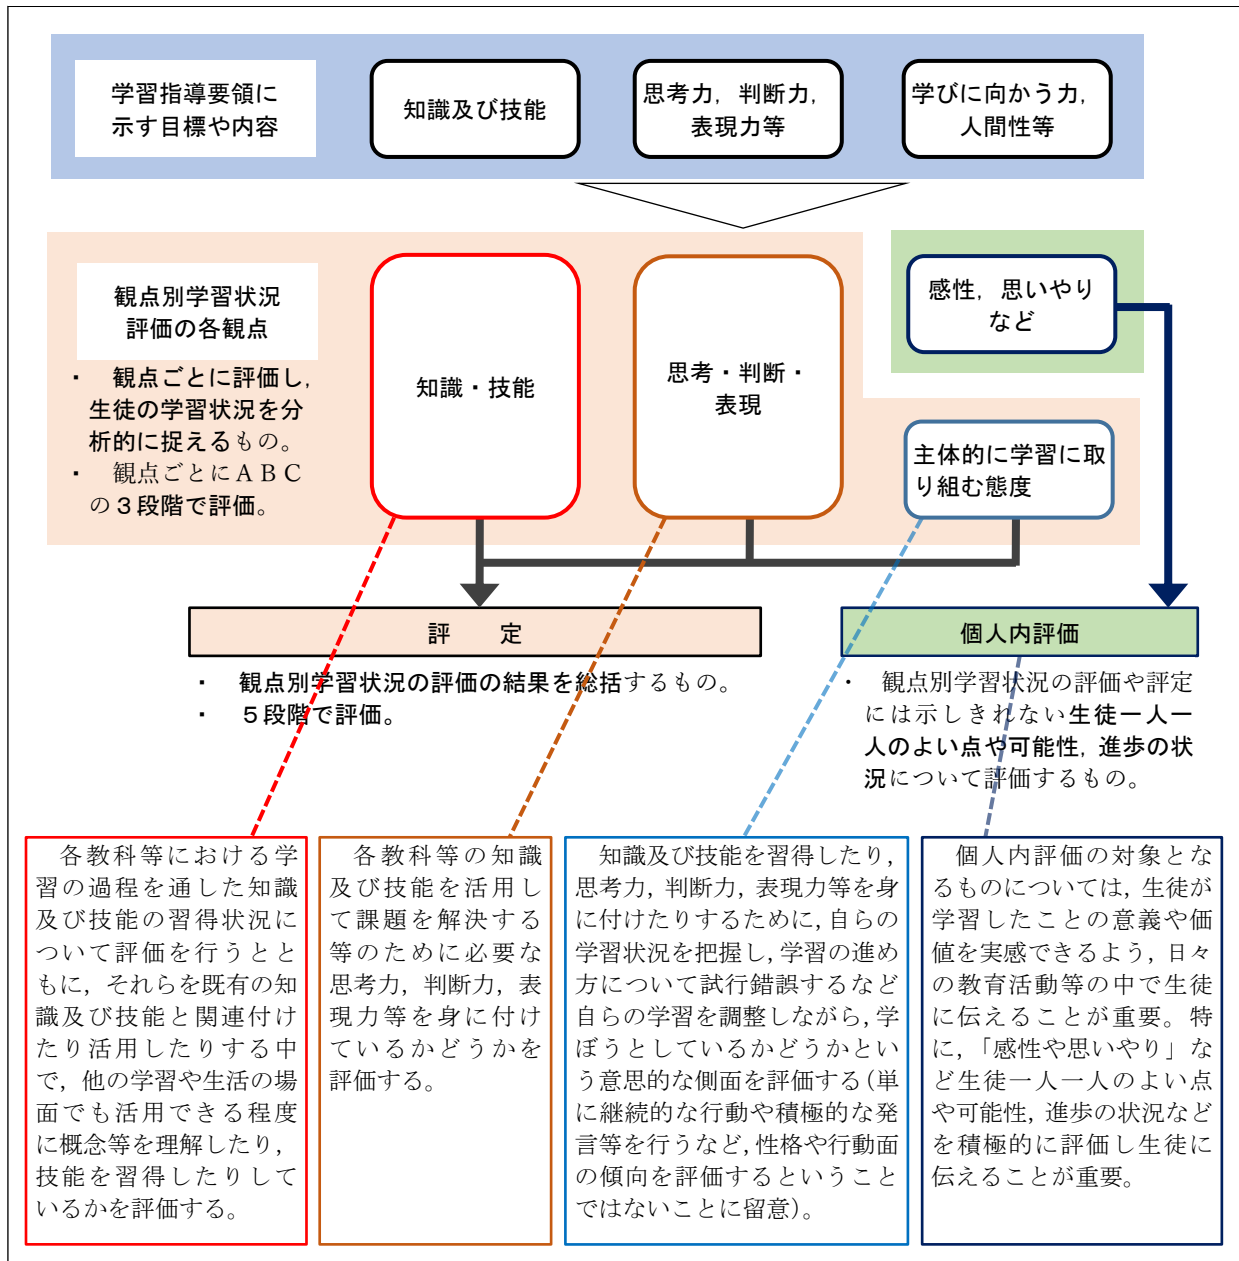 学習指導要領に
示す目標や内容
知識及び技能
思考力，判断力，
表現力等
学びに向かう力，
人間性等
観点別学習状況
評価の各観点
・　観点ごとに評価し，
生徒の学習状況を分
析的に捉えるもの。
・　観点ごとにＡＢＣ
の３段階で評価。
知識・技能
思考・判断・
表現
感性，思いやり
など
主体的に学習に取
り組む態度
評　　定
・　観点別学習状況の評価の結果を総括するもの。
・　５段階で評価。
個人内評価
・　観点別学習状況の評価や評定
には示しきれない生徒一人一
人のよい点や可能性，進歩の状
況について評価するもの。
各教科等における学
習の過程を通した知識
及び技能の習得状況に
ついて評価を行うとと
もに，それらを既有の知
識及び技能と関連付け
たり活用したりする中
で，他の学習や生活の場
面でも活用できる程度
に概念等を理解したり，
技能を習得したりして
いるかを評価する。
各教科等の知識
及び技能を活用し
て課題を解決する
等のために必要な
思考力，判断力，表
現力等を身に付け
ているかどうかを
評価する。
知識及び技能を習得したり，
思考力，判断力，表現力等を身
に付けたりするために，自らの
学習状況を把握し，学習の進め
方について試行錯誤するなど
自らの学習を調整しながら，学
ぼうとしているかどうかとい
う意思的な側面を評価する（単
に継続的な行動や積極的な発
言等を行うなど，性格や行動面
の傾向を評価するということ
ではないことに留意）。
個人内評価の対象とな
るものについては，生徒が
学習したことの意義や価
値を実感できるよう，日々
の教育活動等の中で生徒
に伝えることが重要。特
に，「感性や思いやり」な
ど生徒一人一人のよい点
や可能性，進歩の状況など
を積極的に評価し生徒に
伝えることが重要。